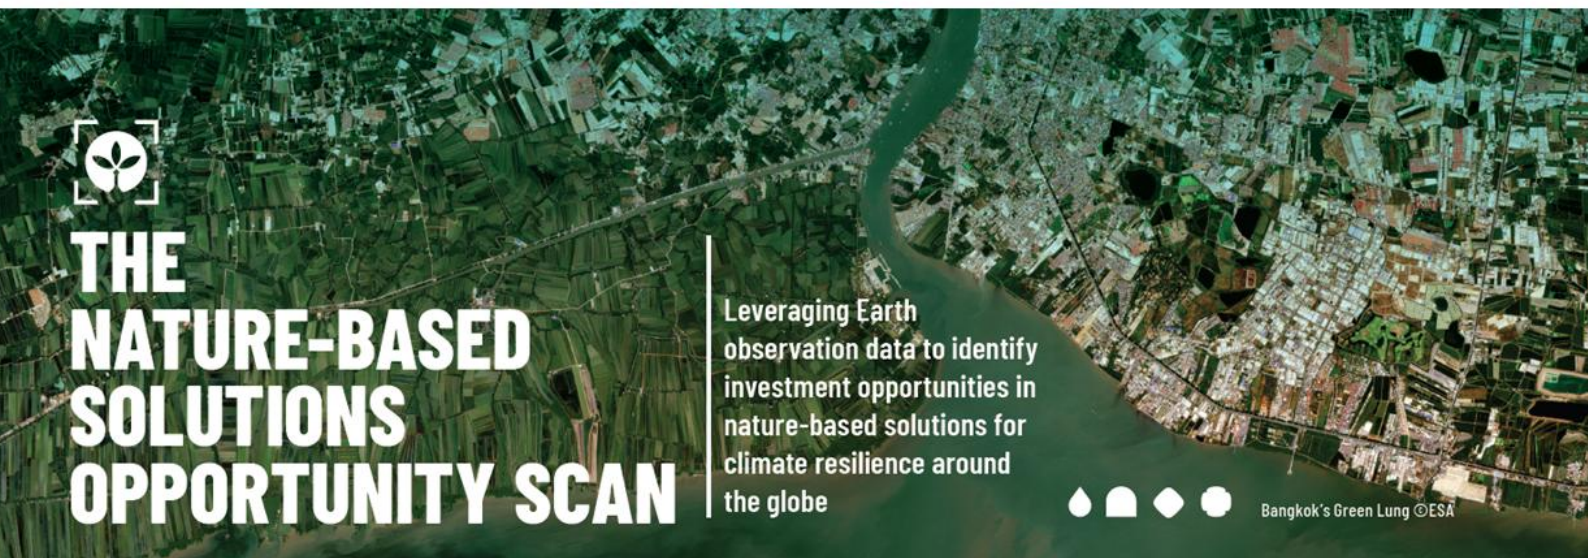 THE
NATURE-BASED
SOLUTIONS
OPPORTUNITY SCAN
Leveraging Earth
observation data to identify
investment opportunities in
nature-based solutions for
climate resilience around
the globe
Bangkok's Green Lung ©ESA